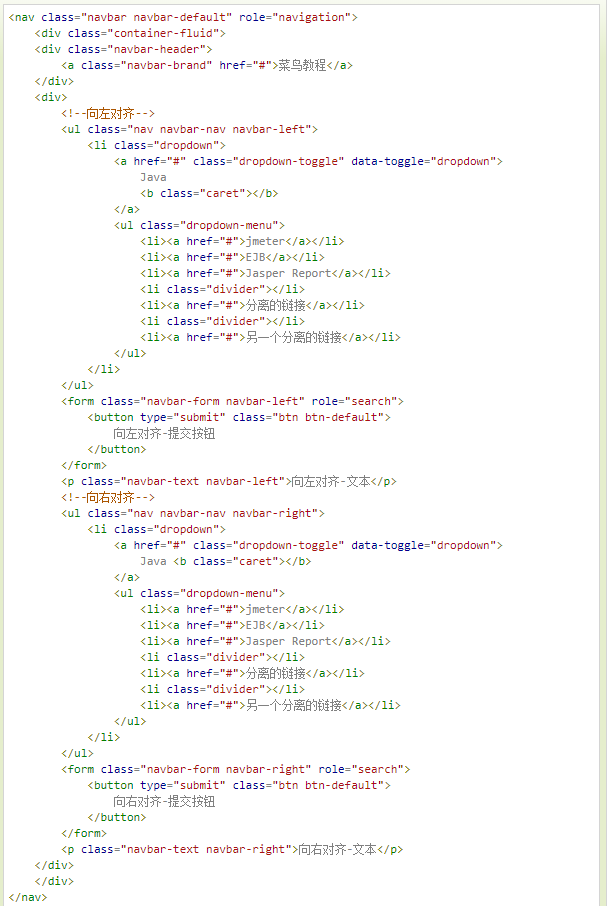 <nav class="navbar navbar-default" role="navigation">
    <div class="container-fluid">
    <div class="navbar-header">
        <a class="navbar-brand" href="#">菜鸟教程</a>
    </div>
    <div>
        <!--向左对齐-->
        <ul class="nav navbar-nav navbar-left">
            <li class="dropdown">
                <a href="#" class="dropdown-toggle" data-toggle="dropdown">
                    Java
                    <b class="caret"></b>
                </a>
                <ul class="dropdown-menu">
                    <li><a href="#">jmeter</a></li>
                    <li><a href="#">EJB</a></li>
                    <li><a href="#">Jasper Report</a></li>
                    <li class="divider"></li>
                    <li><a href="#">分离的链接</a></li>
                    <li class="divider"></li>
                    <li><a href="#">另一个分离的链接</a></li>
                </ul>
            </li>
        </ul>
        <form class="navbar-form navbar-left" role="search">
            <button type="submit" class="btn btn-default">
                向左对齐-提交按钮
            </button>
        </form>
        <p class="navbar-text navbar-left">向左对齐-文本</p>
        <!--向右对齐-->
        <ul class="nav navbar-nav navbar-right">
            <li class="dropdown">
                <a href="#" class="dropdown-toggle" data-toggle="dropdown">
                    Java <b class="caret"></b>
                </a>
                <ul class="dropdown-menu">
                    <li><a href="#">jmeter</a></li>
                    <li><a href="#">EJB</a></li>
                    <li><a href="#">Jasper Report</a></li>
                    <li class="divider"></li>
                    <li><a href="#">分离的链接</a></li>
                    <li class="divider"></li>
                    <li><a href="#">另一个分离的链接</a></li>
                </ul>
            </li>
        </ul>
        <form class="navbar-form navbar-right" role="search">
            <button type="submit" class="btn btn-default">
                向右对齐-提交按钮
            </button>
        </form>
        <p class="navbar-text navbar-right">向右对齐-文本</p>
    </div>
    </div>
</nav>